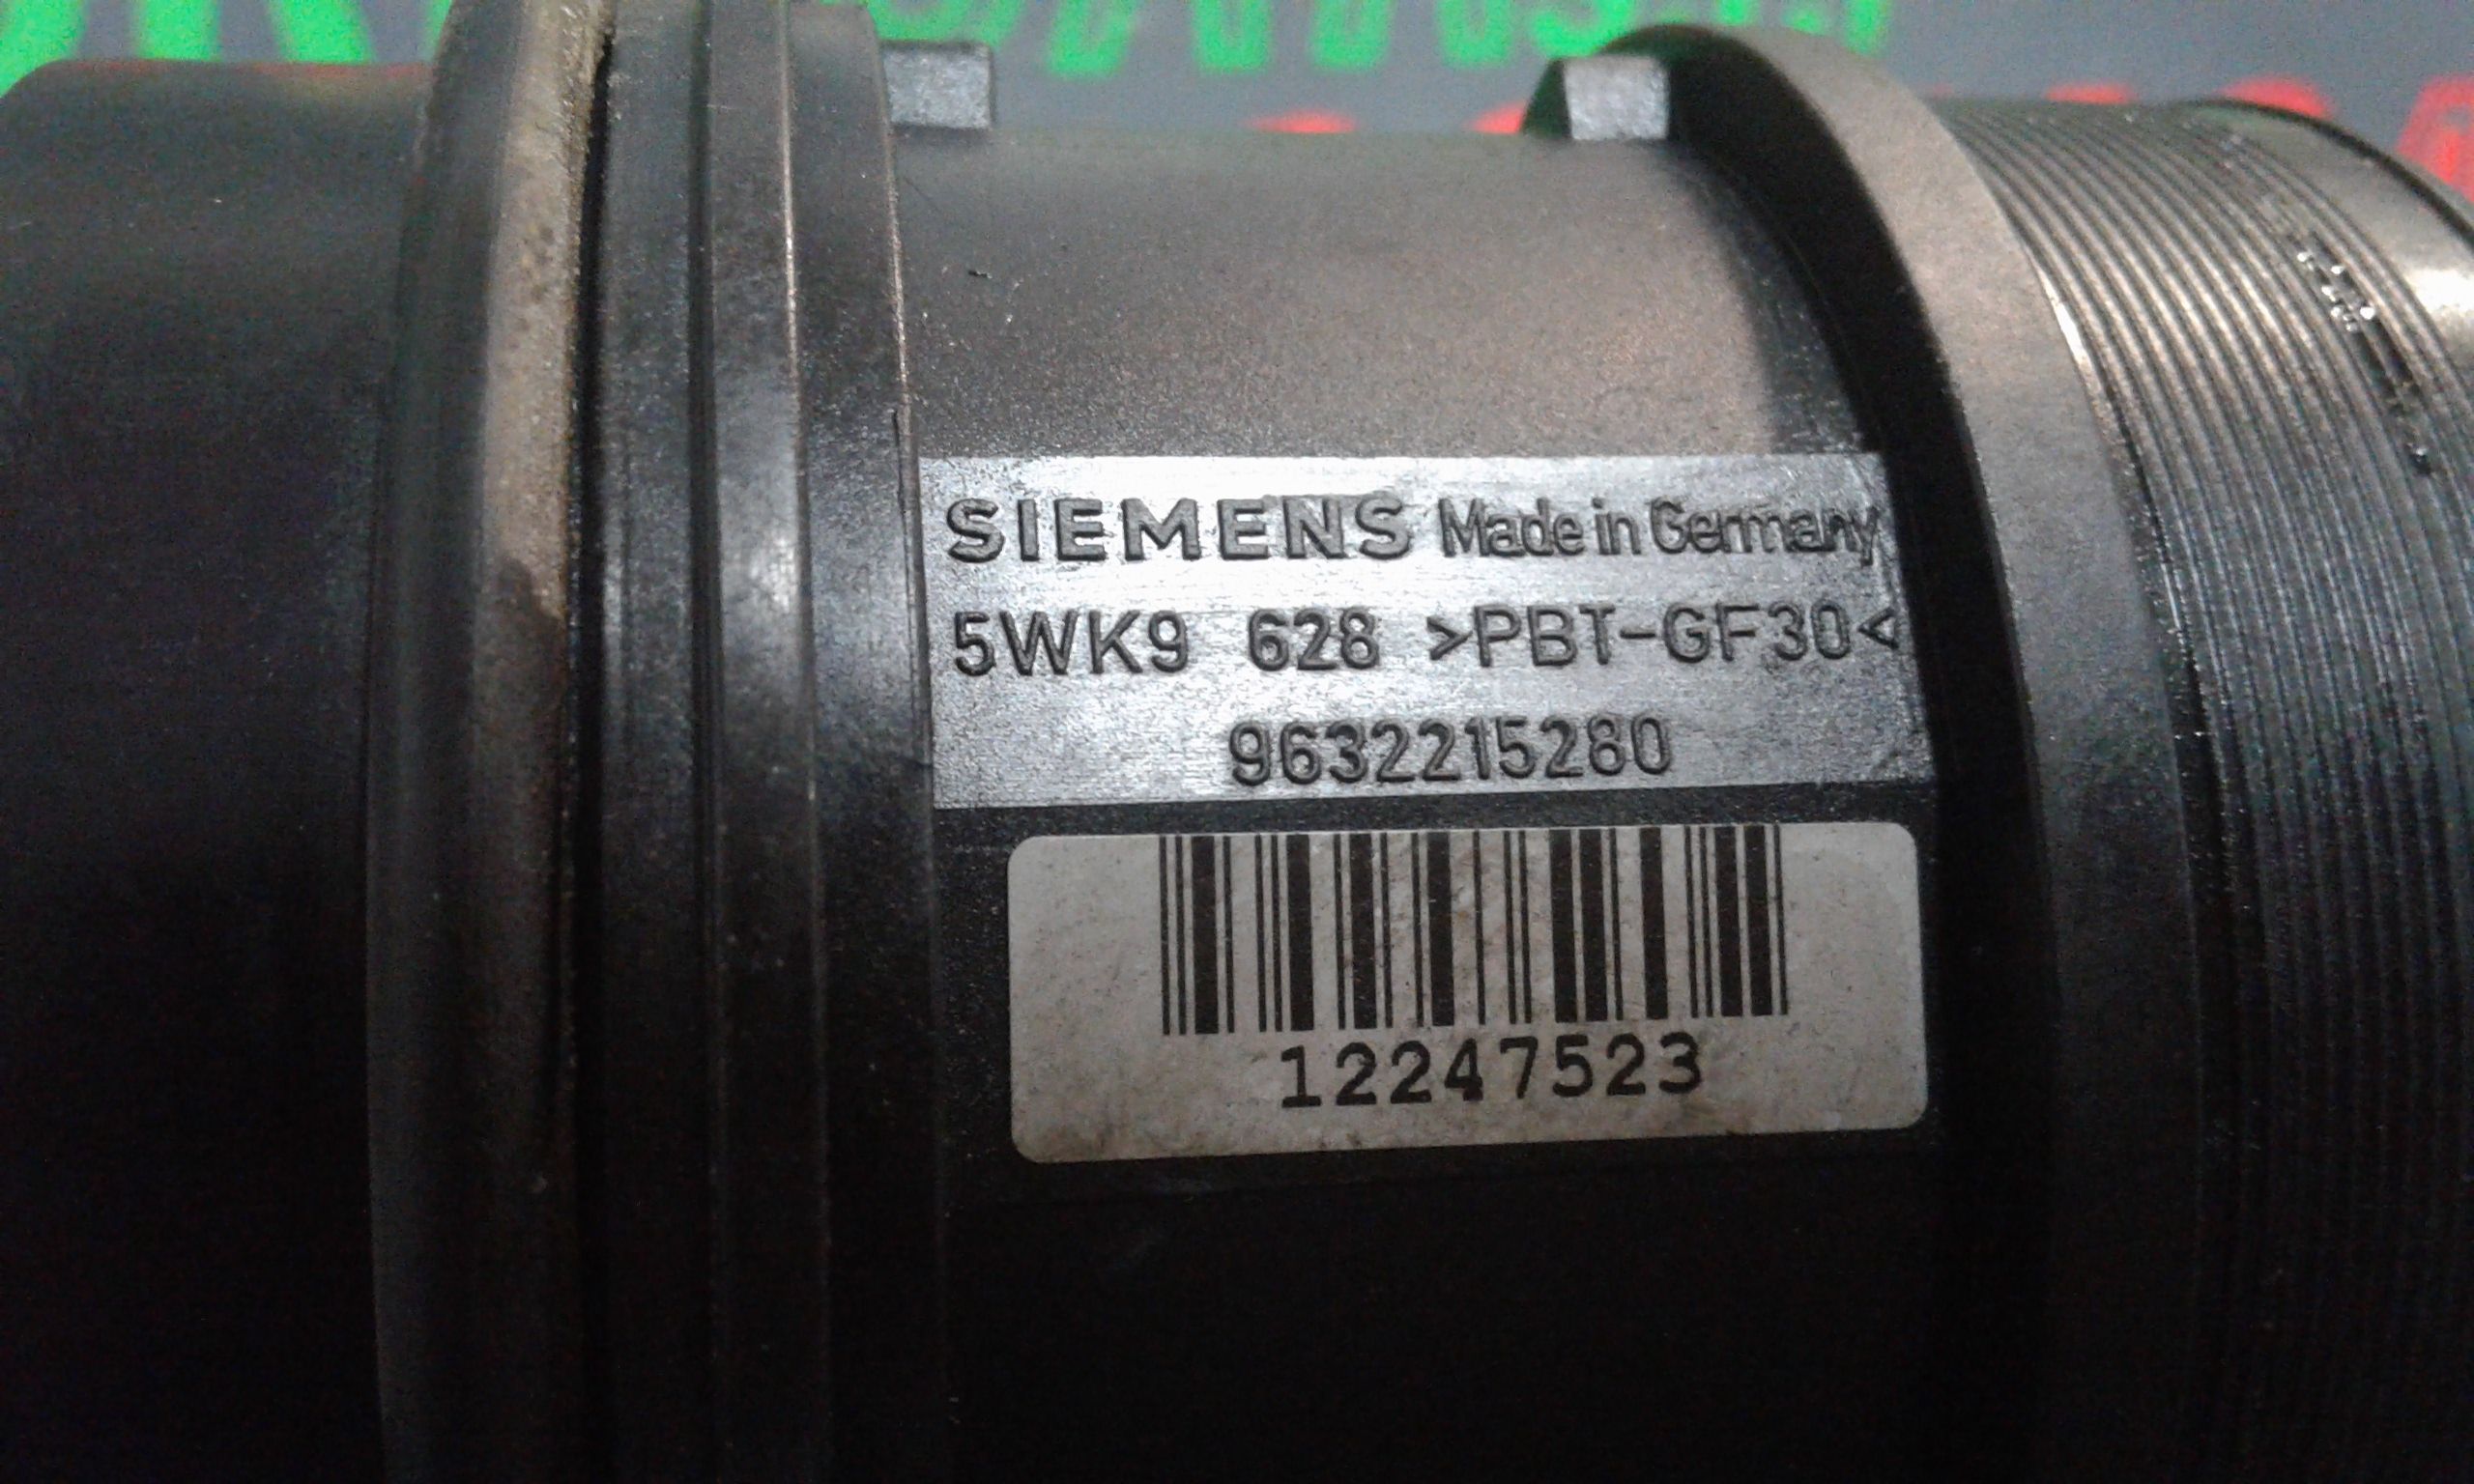 SIEMENS Made in Germany
5WK9 628 >PBT-GF30<
9632215280
12247523